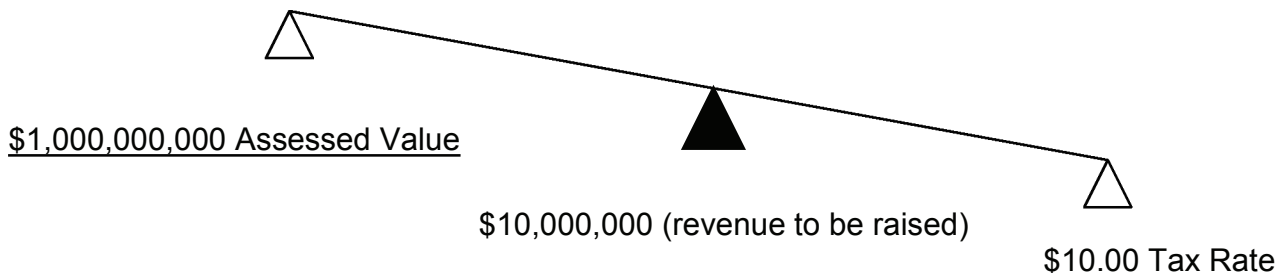 $1,000,000,000 Assessed Value
$10,000,000 (revenue to be raised)
$10.00 Tax Rate